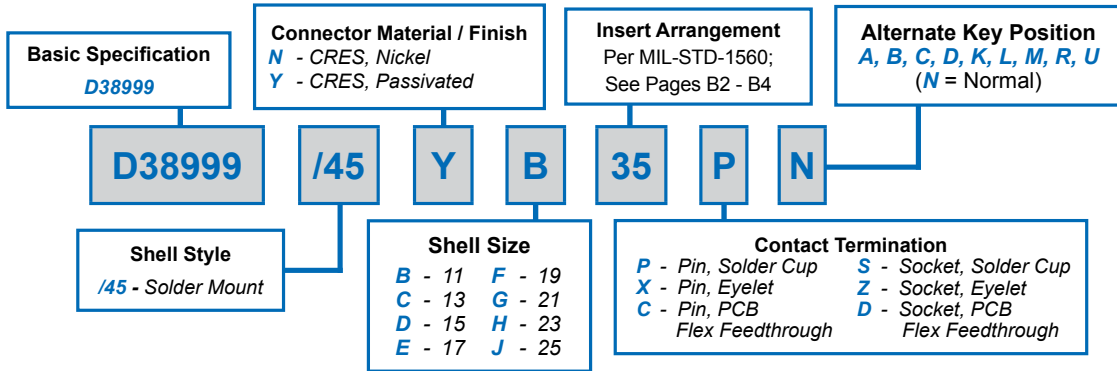 Basic Specification
D38999
Connector Material / Finish
N - CRES, Nickel
Y - CRES, Passivated
Insert Arrangement
Per MIL-STD-1560;
See Pages B2 - B4
Alternate Key Position
A, B, C, D, K, L, M, R, U
(N = Normal)
D38999 /45 Y B 35 P N
Shell Style
/45 - Solder Mount
Shell Size
B - 11 F - 19
C - 13 G - 21
D - 15 H - 23
E - 17 J - 25
Contact Termination
P - Pin, Solder Cup S - Socket, Solder Cup
X - Pin, Eyelet Z - Socket, Eyelet
C - Pin, PCB D - Socket, PCB
Flex Feedthrough Flex Feedthrough